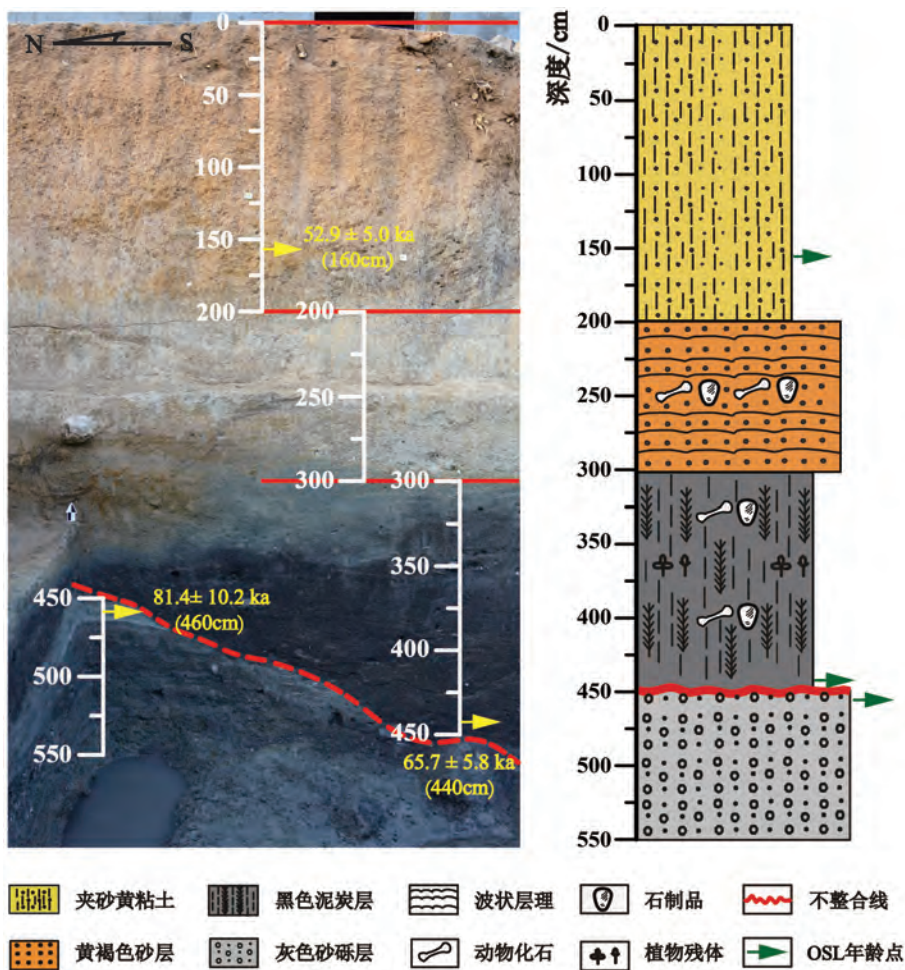 N S
0
50
100
150
200
52.9 ± 5.0 ka
(160cm)
200
250
300
300
350
400
450
81.4± 10.2 ka
(460cm)
450
500
550
65.7 ± 5.8 ka
(440cm)
深度/cm
0
50
100
150
200
250
300
350
400
450
500
550
夹砂黄粘土 黑色泥炭层 波状层理 石制品 不整合线
黄褐色砂层 灰色砂砾层 动物化石 植物残体 OSL年龄点